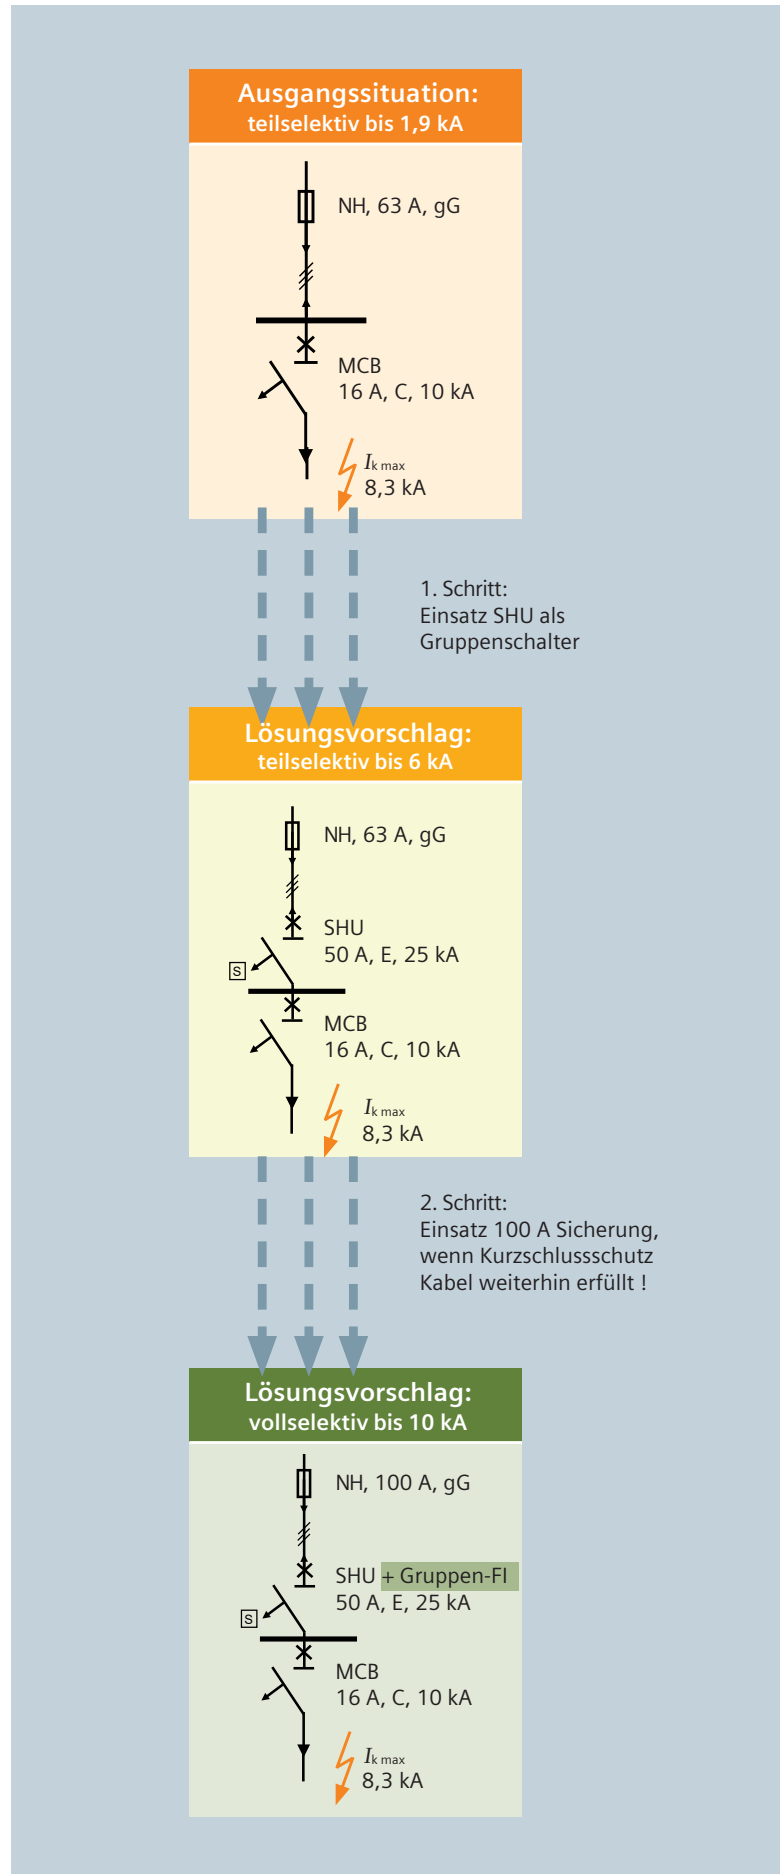 Ausgangssituation:
teilselektiv bis 1,9 kA
NH, 63 A, gG
MCB
16 A, C, 10 kA
Ik max
8,3 kA
1. Schritt:
Einsatz SHU als
Gruppenschalter
Lösungsvorschlag:
teilselektiv bis 6 kA
NH, 63 A, gG
SHU
50 A, E, 25 kA
S
MCB
16 A, C, 10 kA
Ik max
8,3 kA
2. Schritt:
Einsatz 100 A Sicherung,
wenn Kurzschlussschutz
Kabel weiterhin erfüllt !
Lösungsvorschlag:
vollselektiv bis 10 kA
NH, 100 A, gG
SHU + Gruppen-FI
50 A, E, 25 kA
S
MCB
16 A, C, 10 kA
Ik max
8,3 kA